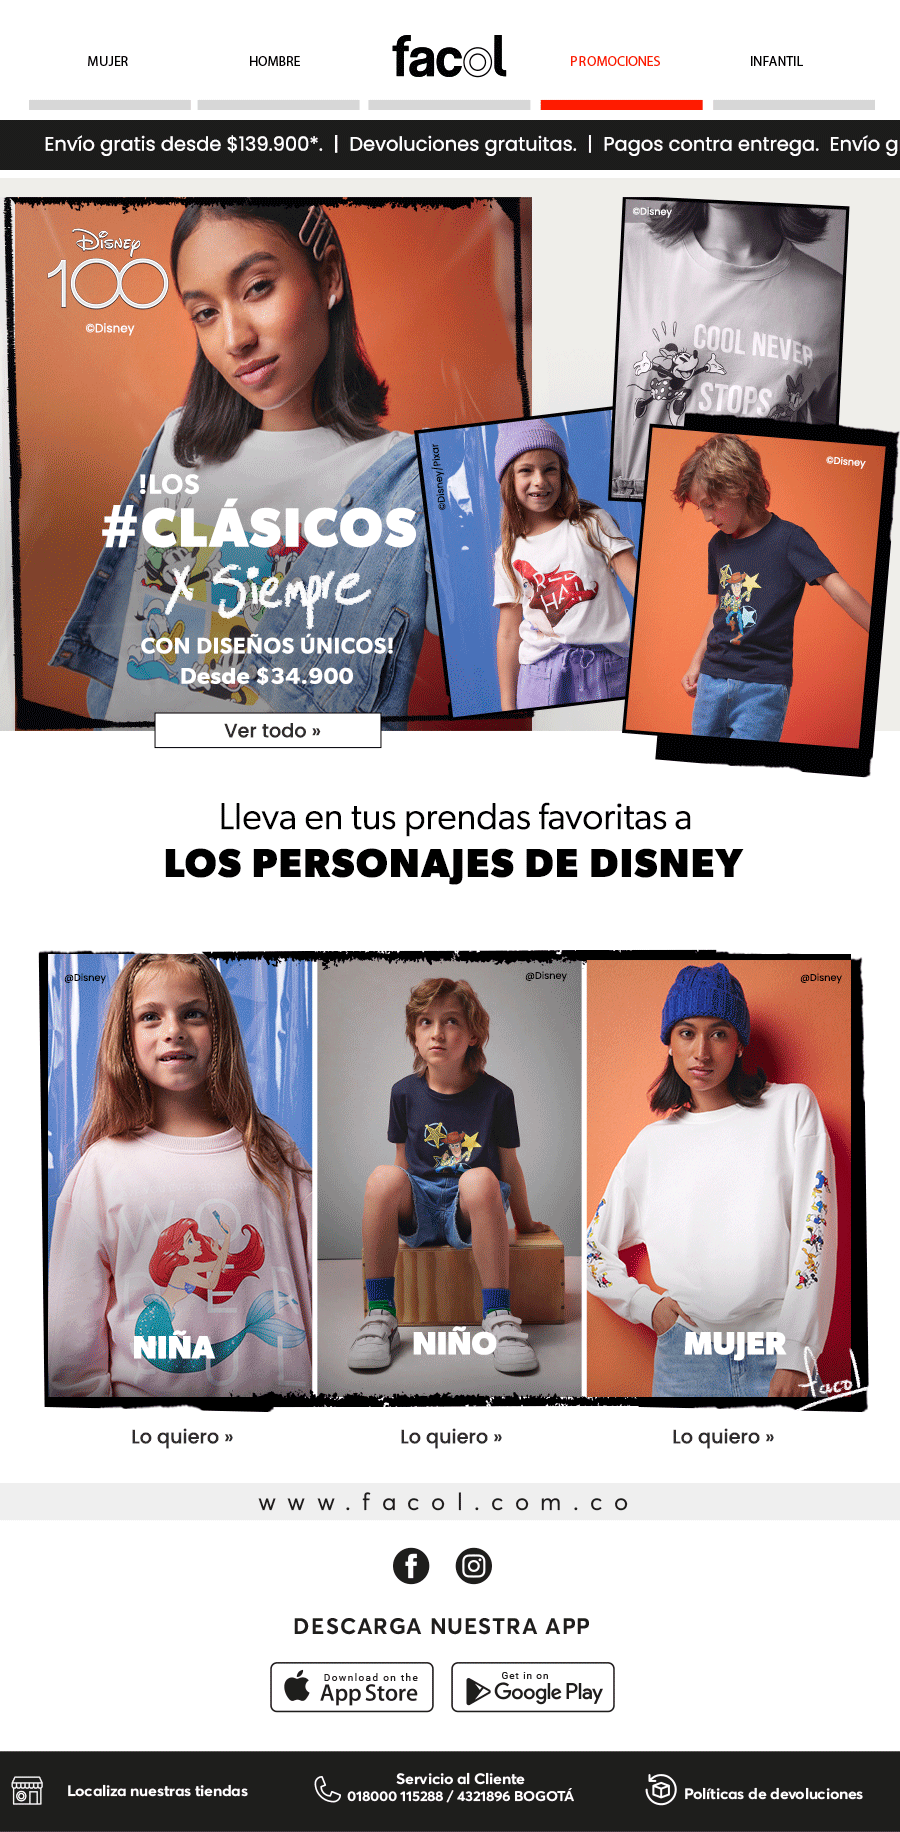 MUJER
HOMBRE
facol
PROMOCIONES
INFANTIL
Envío gratis desde $139.900*. | Devoluciones gratuitas. | Pagos contra entrega. Envío g
Disney
100
©Disney
©Disney
COOL NEVER
STOPS
©Disney/Pixar
©Disney
RED
HA!
!LOS
#CLÁSICOS
X Siempre
CON DISEÑOS ÚNICOS!
Desde $34.900
Ver todo »
Lleva en tus prendas favoritas a
LOS PERSONAJES DE DISNEY
@Disney
@Disney
@Disney
NIÑA
NIÑO
MUJER
facol
Lo quiero »
Lo quiero »
Lo quiero »
www.facol.com.co
DESCARGA NUESTRA APP
Download on the
App Store
Get in on
Google Play
Localiza nuestras tiendas
Servicio al Cliente
018000 115288 / 4321896 BOGOTÁ
Políticas de devoluciones